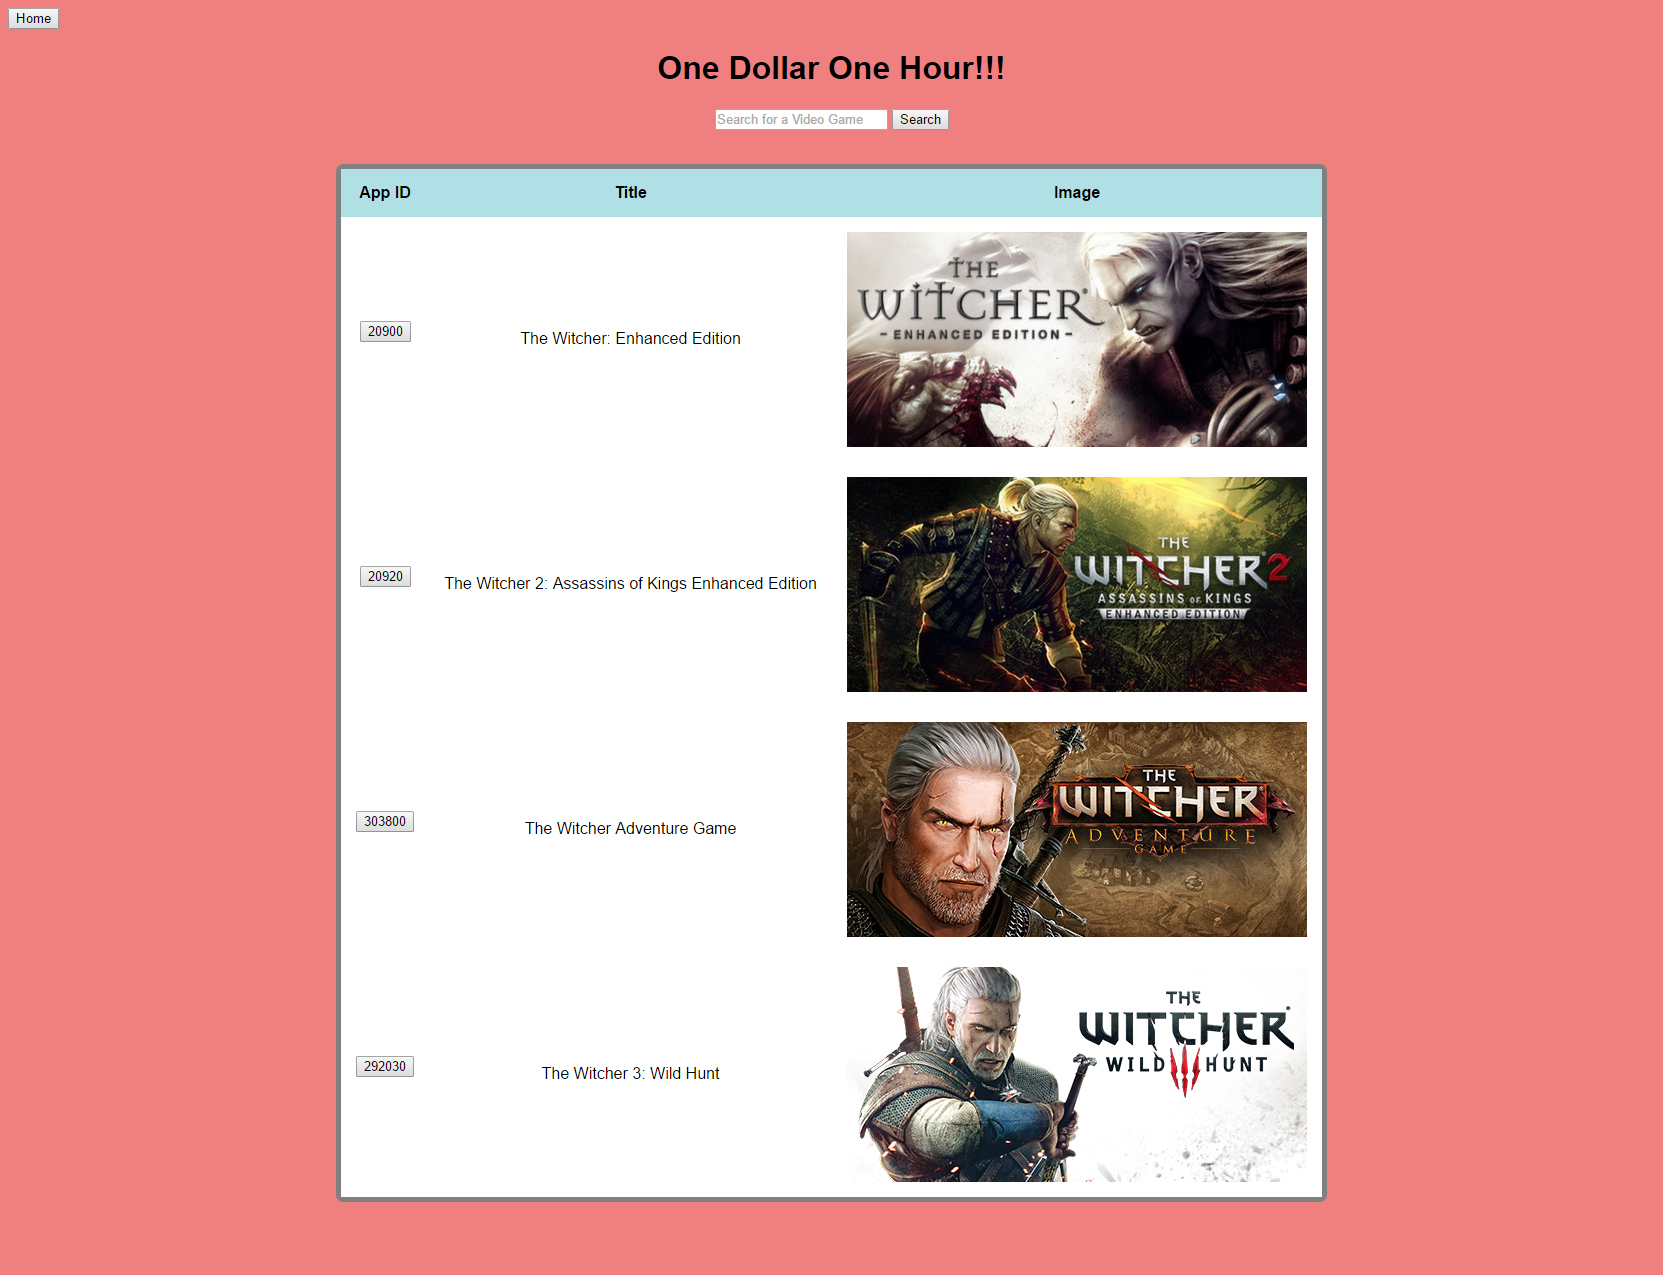 Home
One Dollar One Hour!!!
Search for a Video Game Search
App ID Title Image
THE
WITCHER
- ENHANCED EDITION -
20900 The Witcher: Enhanced Edition
THE
WITCHER 2
ASSASSINS OF KINGS
ENHANCED EDITION
20920 The Witcher 2: Assassins of Kings Enhanced Edition
THE
WITCHER
ADVENTURE
GAME
303800 The Witcher Adventure Game
THE
WITCHER
WILD HUNT
292030 The Witcher 3: Wild Hunt